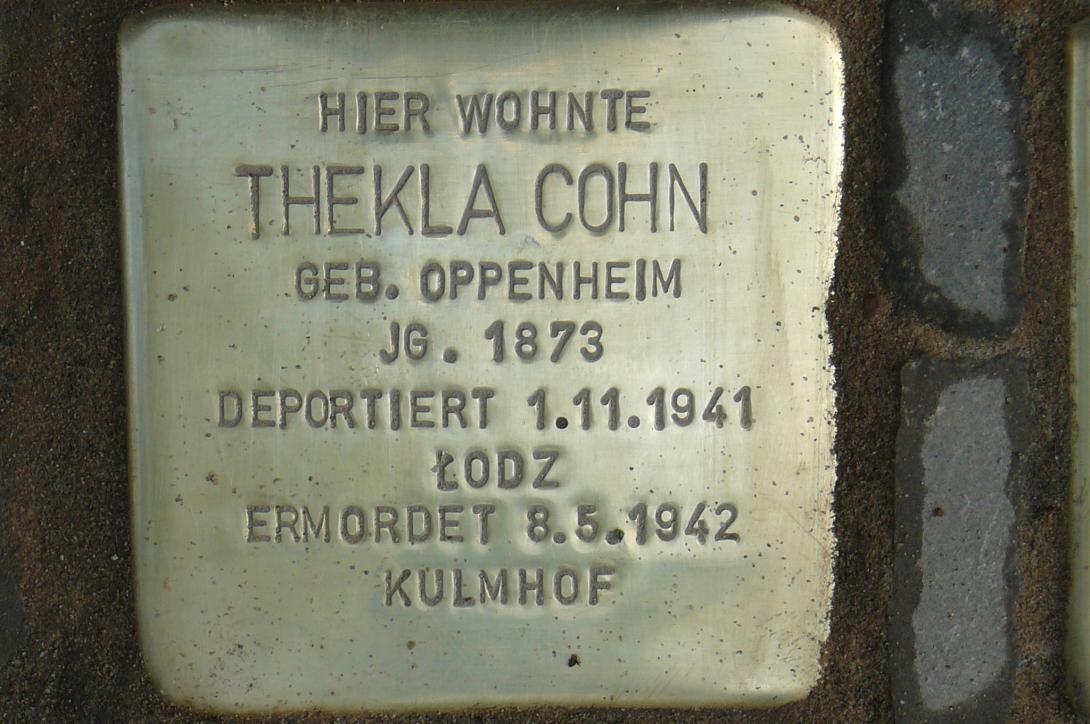 HIER WOHNTE
THEKLA COHN
GEB. OPPENHEIM
JG. 1873
DEPORTIERT 1.11.1941
ŁODZ
ERMORDET 8.5.1942
KULMHOF